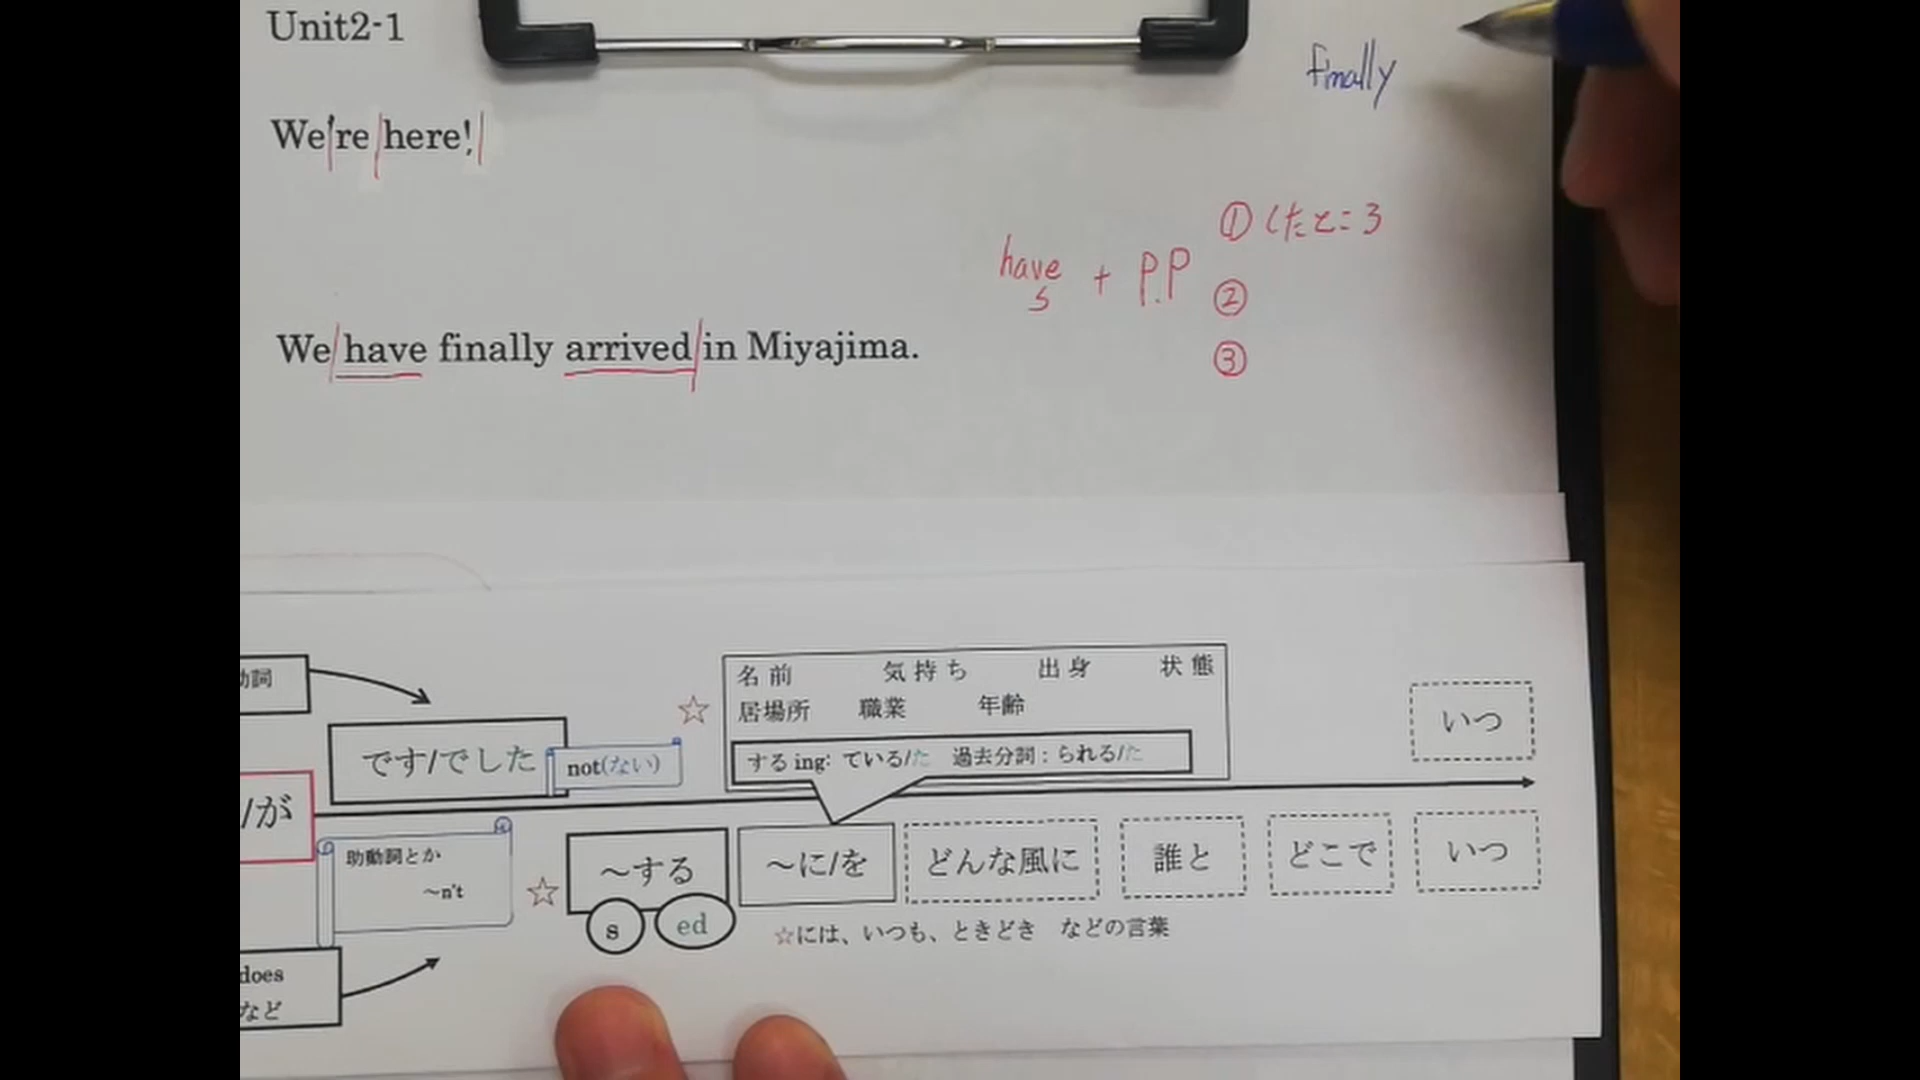 Unit2-1
finally
We're here!
① したところ
have + P.P
s
②
We have finally arrived in Miyajima.
③
動詞
名前 気持ち 出身 状態
居場所 職業 年齢
いつ
です/でした
not(ない)
するing: ている/た 過去分詞:られる/た
/が
助動詞とか
~n't
~する
~に/を
どんな風に
誰と
どこで
いつ
s
ed
☆には、いつも、ときどき などの言葉
does
など